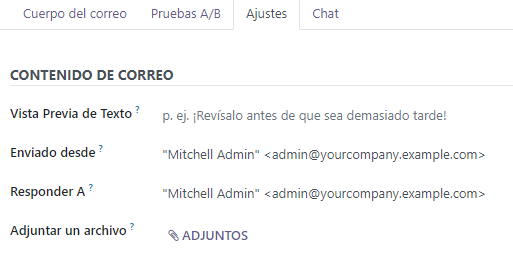 Cuerpo del correo Pruebas A/B Ajustes Chat
CONTENIDO DE CORREO
Vista Previa de Texto ? p. ej. ¡Revísalo antes de que sea demasiado tarde!
Enviado desde ? "Mitchell Admin" <admin@yourcompany.example.com>
Responder A ? "Mitchell Admin" <admin@yourcompany.example.com>
Adjuntar un archivo ? ADJUNTOS